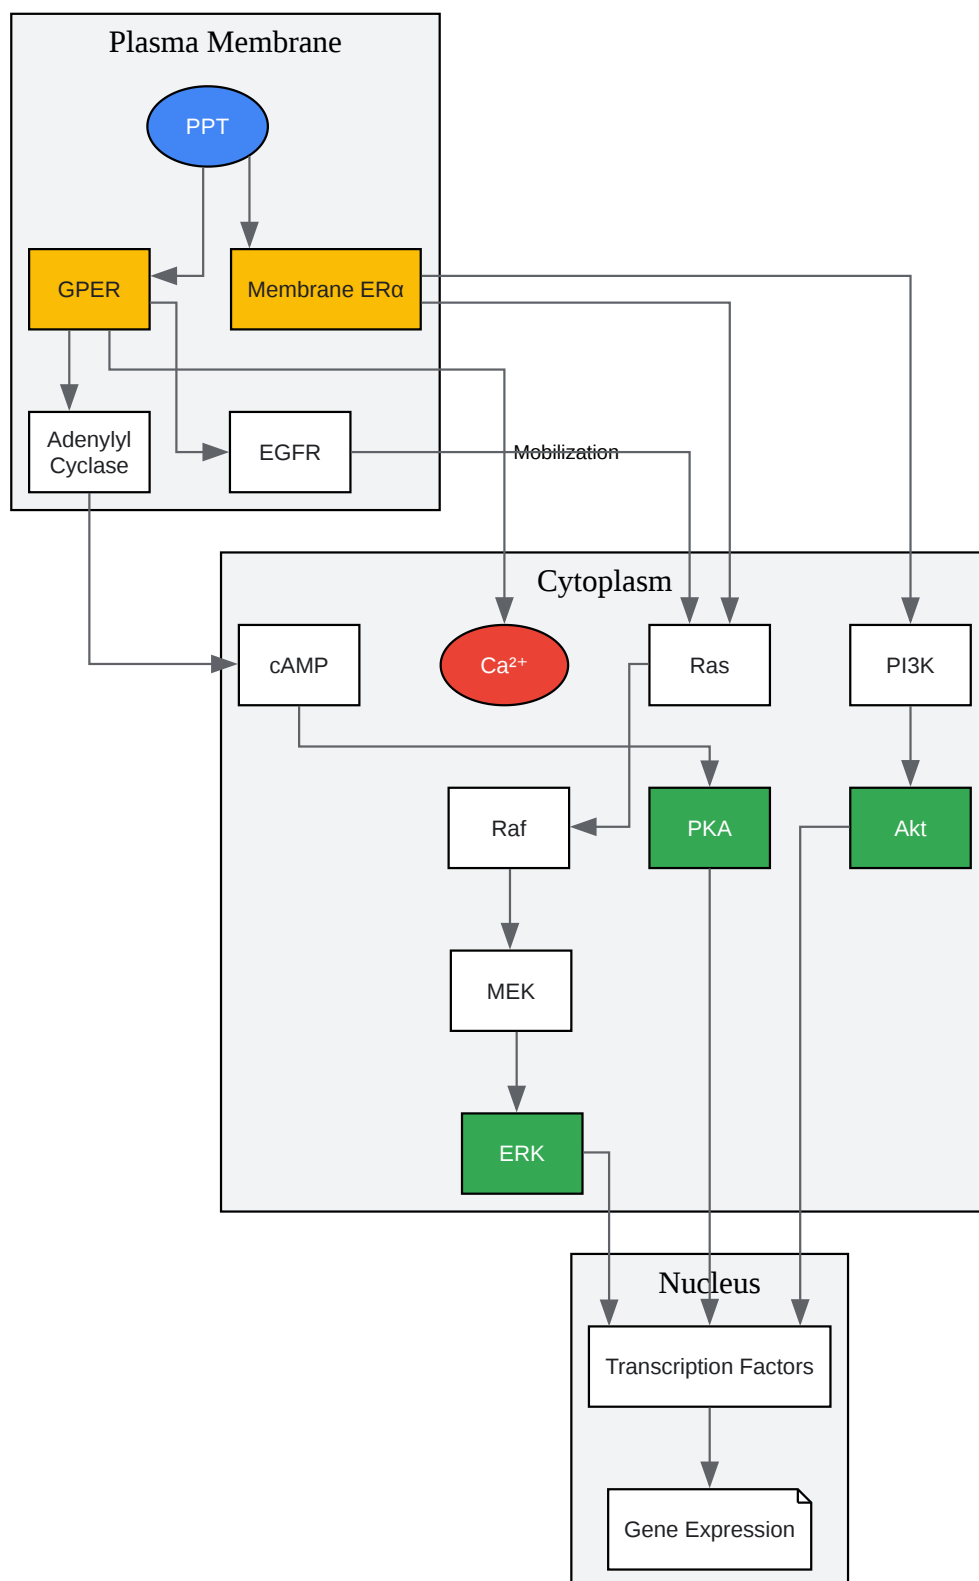 Plasma Membrane
PPT
GPER
Membrane ERα
Adenylyl
Cyclase
EGFR
Mobilization
Cytoplasm
cAMP
Ca²⁺
Ras
PI3K
Raf
PKA
Akt
MEK
ERK
Nucleus
Transcription Factors
Gene Expression